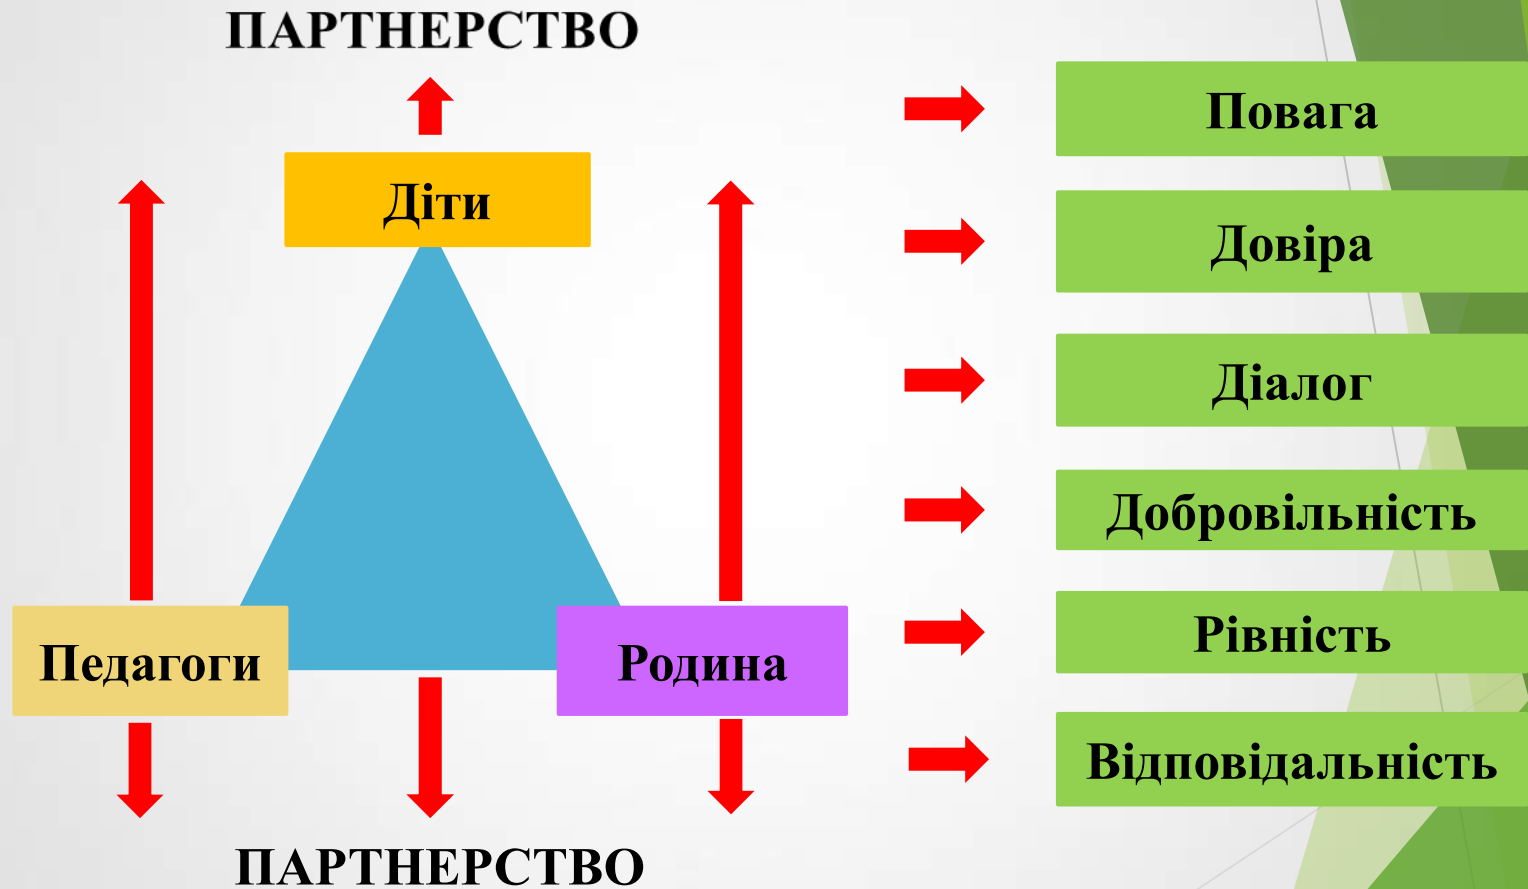 ПАРТНЕРСТВО
Діти
Педагоги
Родина
ПАРТНЕРСТВО
Повага
Довіра
Діалог
Добровільність
Рівність
Відповідальність